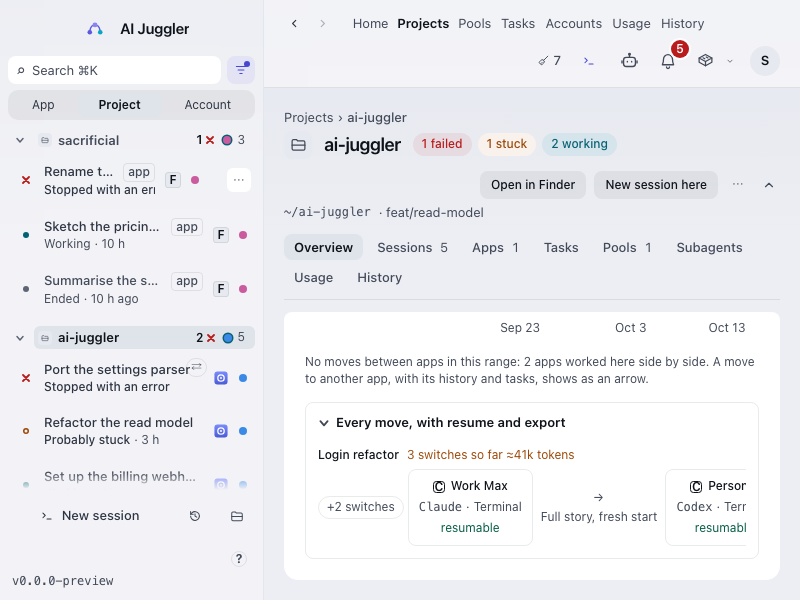 AI Juggler
Search ⌘K
App Project Account
sacrificial 1 3
Rename t... app F
Stopped with an err
Sketch the pricin... app F
Working · 10 h
Summarise the s... app F
Ended · 10 h ago
ai-juggler 2 5
Port the settings parser
Stopped with an error
Refactor the read model
Probably stuck · 3 h
Set up the billing webh...
New session
?
v0.0.0-preview
Home Projects Pools Tasks Accounts Usage History
7 5 S
Projects › ai-juggler
ai-juggler 1 failed 1 stuck 2 working
Open in Finder New session here ...
~/ai-juggler · feat/read-model
Overview Sessions 5 Apps 1 Tasks Pools 1 Subagents
Usage History
Sep 23 Oct 3 Oct 13
No moves between apps in this range: 2 apps worked here side by side. A move
to another app, with its history and tasks, shows as an arrow.
Every move, with resume and export
Login refactor 3 switches so far ≈41k tokens
+2 switches
Work Max
Claude · Terminal
resumable
→
Full story, fresh start
Person
Codex · Terr
resumabl